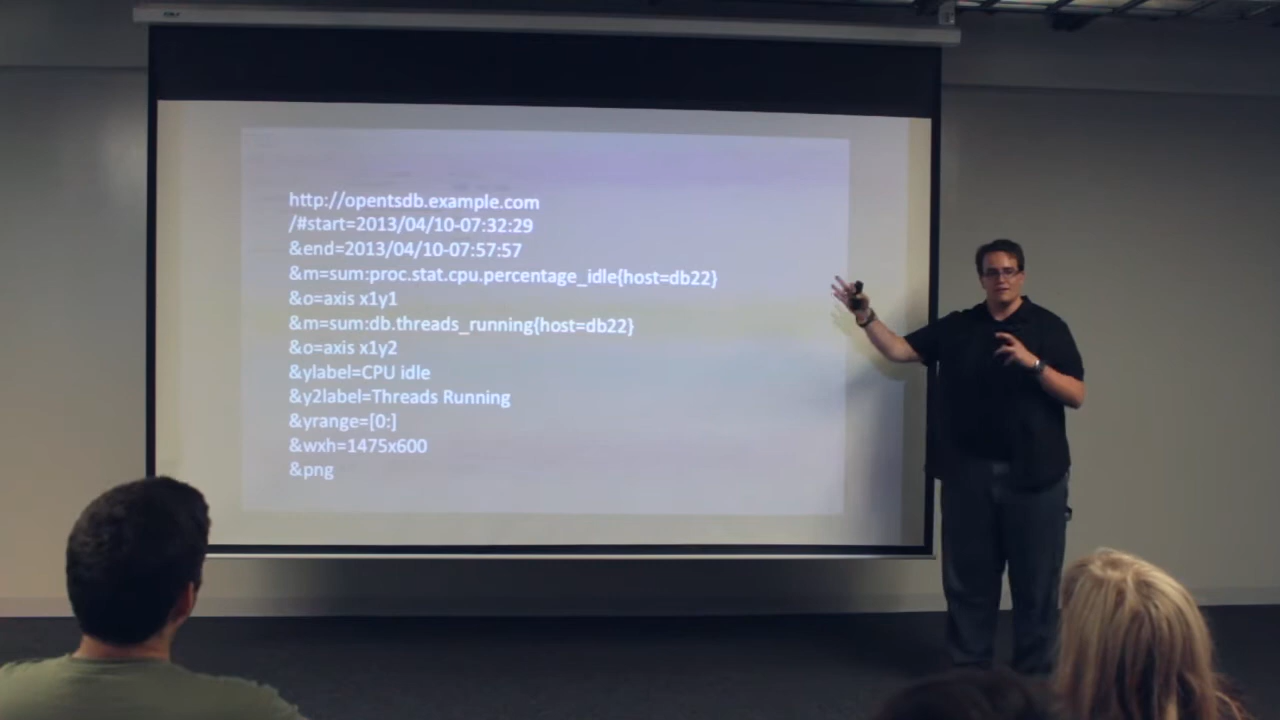 http://opentsdb.example.com
/#start=2013/04/10-07:32:29
&end=2013/04/10-07:57:57
&m=sum:proc.stat.cpu.percentage_idle{host=db22}
&o=axis x1y1
&m=sum:db.threads_running{host=db22}
&o=axis x1y2
&ylabel=CPU idle
&y2label=Threads Running
&yrange=[0:]
&wxh=1475x600
&png